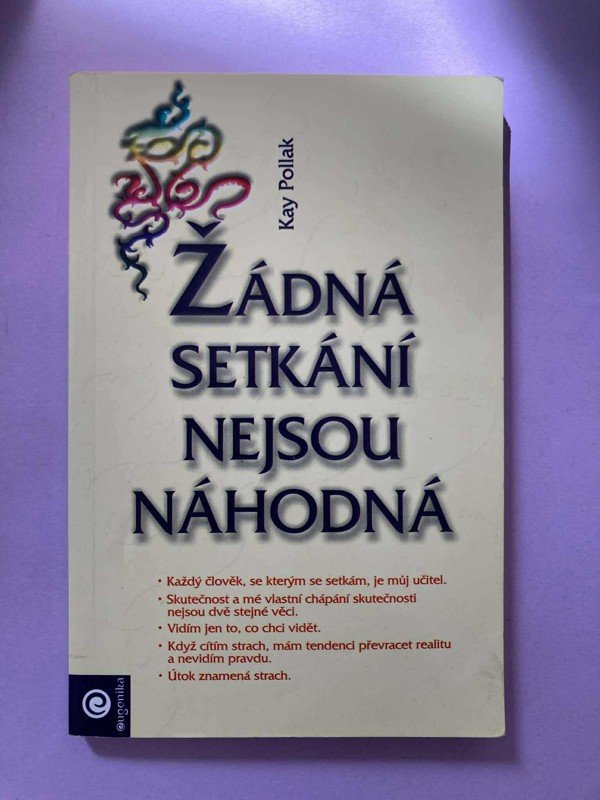 Kay Pollak
ŽÁDNÁ
SETKÁNÍ
NEJSOU
NÁHODNÁ
• Každý člověk, se kterým se setkám, je můj učitel.
• Skutečnost a mé vlastní chápání skutečnosti
nejsou dvě stejné věci.
• Vidím jen to, co chci vidět.
• Když cítím strach, mám tendenci převracet realitu
a nevidím pravdu.
• Útok znamená strach.
eugenika